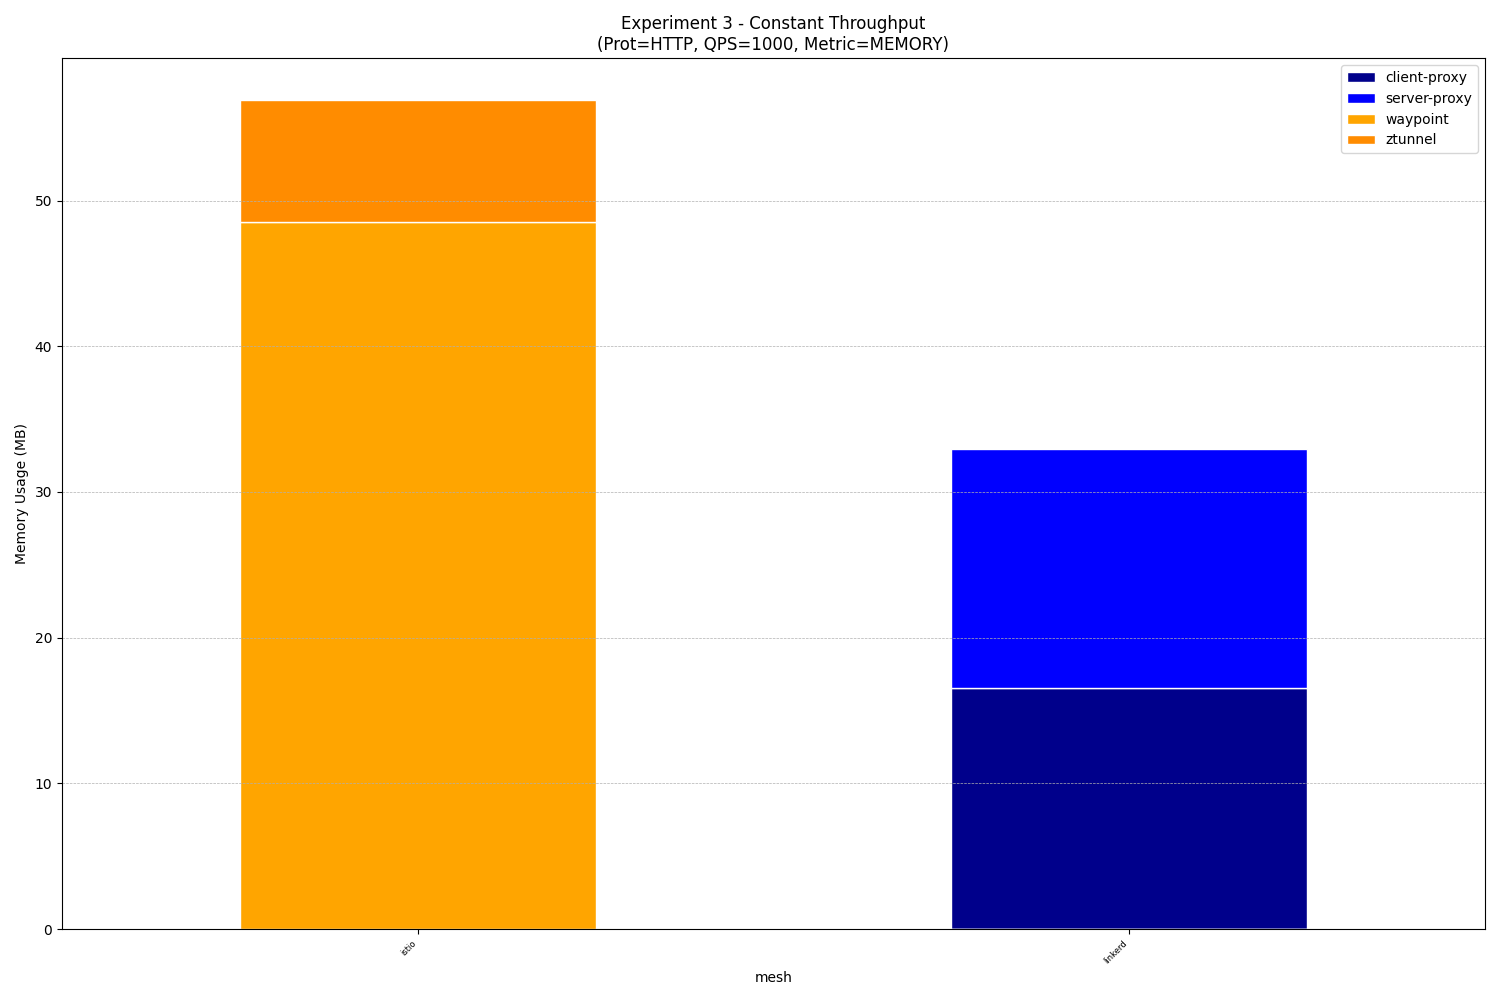 Experiment 3 - Constant Throughput
(Prot=HTTP, QPS=1000, Metric=MEMORY)
client-proxy
server-proxy
waypoint
ztunnel
Memory Usage (MB)
50
40
30
20
10
0
istio
linkerd
mesh